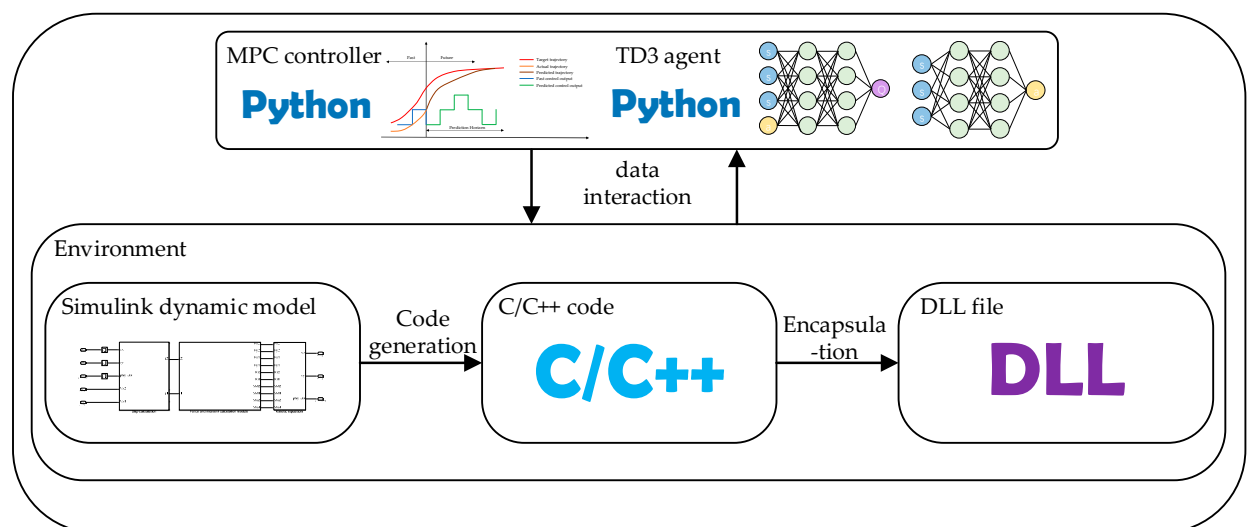 MPC controller
Python
Past
Future
Target trajectory
Actual trajectory
Predicted trajectory
Past control output
Predicted control output
Prediction Horizon
TD3 agent
Python
S
S
S
Q
S
S
S
data
interaction
Environment
Simulink dynamic model
Code
generation
C/C++ code
C/C++
Encapsula
-tion
DLL file
DLL